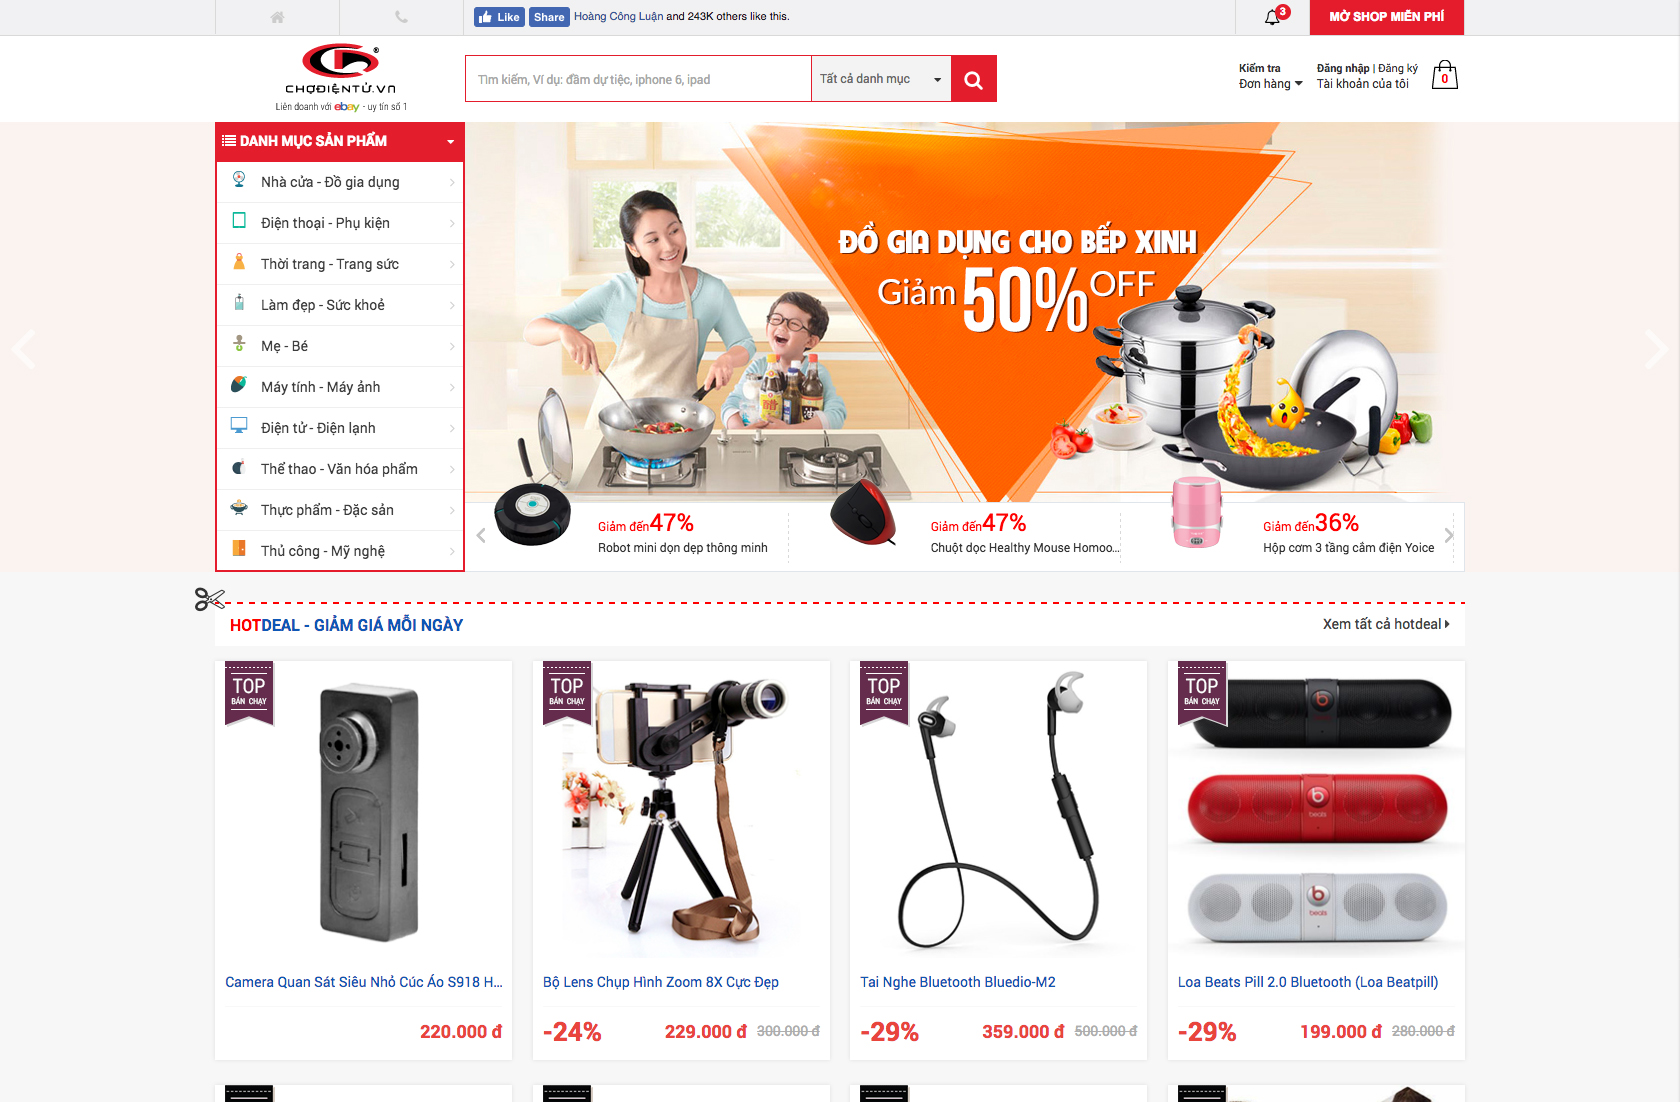 Like
Share
Hoàng Công Luận and 243K others like this.
3
MỞ SHOP MIỄN PHÍ
CHỢĐIỆNTỬ.VN
Liên doanh với ebay - uy tín số 1
Tìm kiếm, Ví dụ: đầm dự tiệc, iphone 6, ipad
Tất cả danh mục
Kiểm tra
Đơn hàng
Đăng nhập | Đăng ký
Tài khoản của tôi
0
DANH MỤC SẢN PHẨM
Nhà cửa - Đồ gia dụng
Điện thoại - Phụ kiện
Thời trang - Trang sức
Làm đẹp - Sức khoẻ
Mẹ - Bé
Máy tính - Máy ảnh
Điện tử - Điện lạnh
Thể thao - Văn hóa phẩm
Thực phẩm - Đặc sản
Thủ công - Mỹ nghệ
ĐỒ GIA DỤNG CHO BẾP XINH
Giảm 50% OFF
Giảm đến 47%
Robot mini dọn dẹp thông minh
Giảm đến 47%
Chuột dọc Healthy Mouse Homoo...
Giảm đến 36%
Hộp cơm 3 tầng cắm điện Yoice
HOTDEAL - GIẢM GIÁ MỖI NGÀY
Xem tất cả hotdeal
TOP
BÁN CHẠY
TOP
BÁN CHẠY
TOP
BÁN CHẠY
TOP
BÁN CHẠY
beats
beats
Camera Quan Sát Siêu Nhỏ Cúc Áo S918 H...
220.000 đ
Bộ Lens Chụp Hình Zoom 8X Cực Đẹp
-24% 229.000 đ 300.000 đ
Tai Nghe Bluetooth Bluedio-M2
-29% 359.000 đ 500.000 đ
Loa Beats Pill 2.0 Bluetooth (Loa Beatpill)
-29% 199.000 đ 280.000 đ